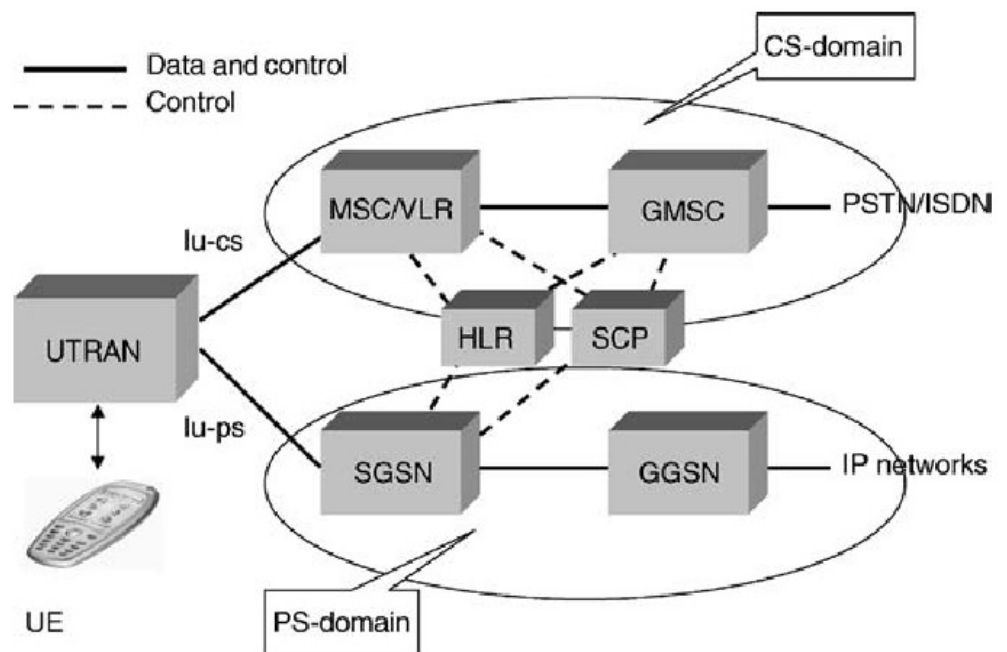 CS-domain
Data and control
Control
MSC/VLR
GMSC
PSTN/ISDN
Iu-cs
HLR
SCP
UTRAN
Iu-ps
SGSN
GGSN
IP networks
UE
PS-domain